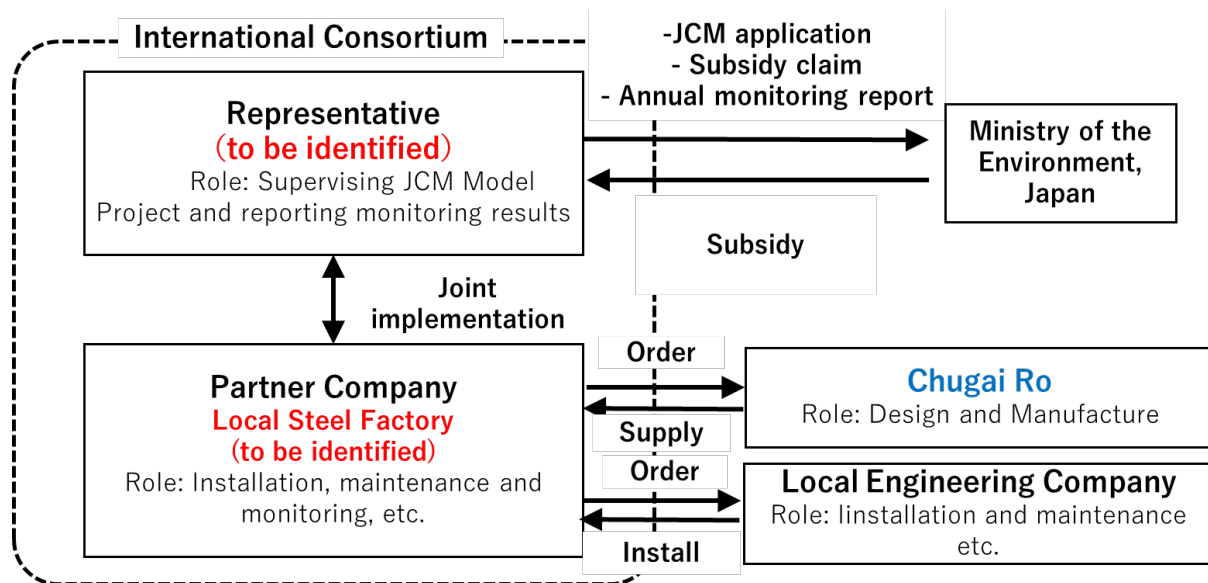 International Consortium
-JCM application
- Subsidy claim
- Annual monitoring report
Representative
(to be identified)
Role: Supervising JCM Model
Project and reporting monitoring results
Ministry of the
Environment,
Japan
Subsidy
Joint
implementation
Partner Company
Local Steel Factory
(to be identified)
Role: Installation, maintenance and
monitoring, etc.
Order
Supply
Chugai Ro
Role: Design and Manufacture
Order
Install
Local Engineering Company
Role: Iinstallation and maintenance
etc.